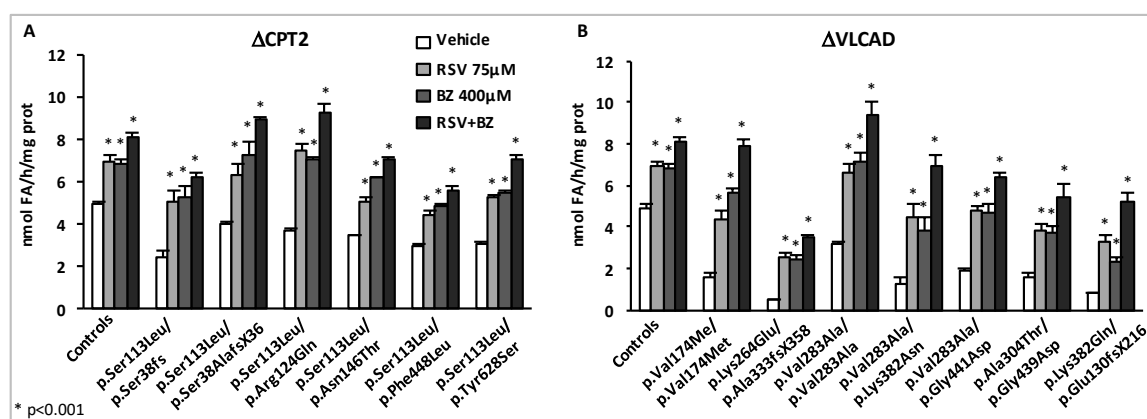 A
ΔCPT2
nmol FA/h/mg prot
12
10
8
6
4
2
0
Vehicle
RSV 75µM
BZ 400µM
RSV+BZ
* * * * * * * * * * * * * * * * * * * * *
Controls
p.Ser113Leu/
p.Ser38fs
p.Ser113Leu/
p.Ser38AlafsX36
p.Ser113Leu/
p.Arg124Gln
p.Ser113Leu/
p.Asn146Thr
p.Ser113Leu/
p.Phe448Leu
p.Ser113Leu/
p.Tyr628Ser
* p<0.001
B
ΔVLCAD
nmol FA/h/mg prot
12
10
8
6
4
2
0
* * * * * * * * * * * * * * * * * * * * * * * *
Controls
p.Val174Me/
p.Val174Met
p.Lys264Glu/
p.Ala333fsX358
p.Val283Ala/
p.Val283Ala
p.Val283Ala/
p.Lys382Asn
p.Val283Ala/
p.Gly441Asp
p.Ala304Thr/
p.Gly439Asp
p.Lys382Gln/
p.Glu130fsX216